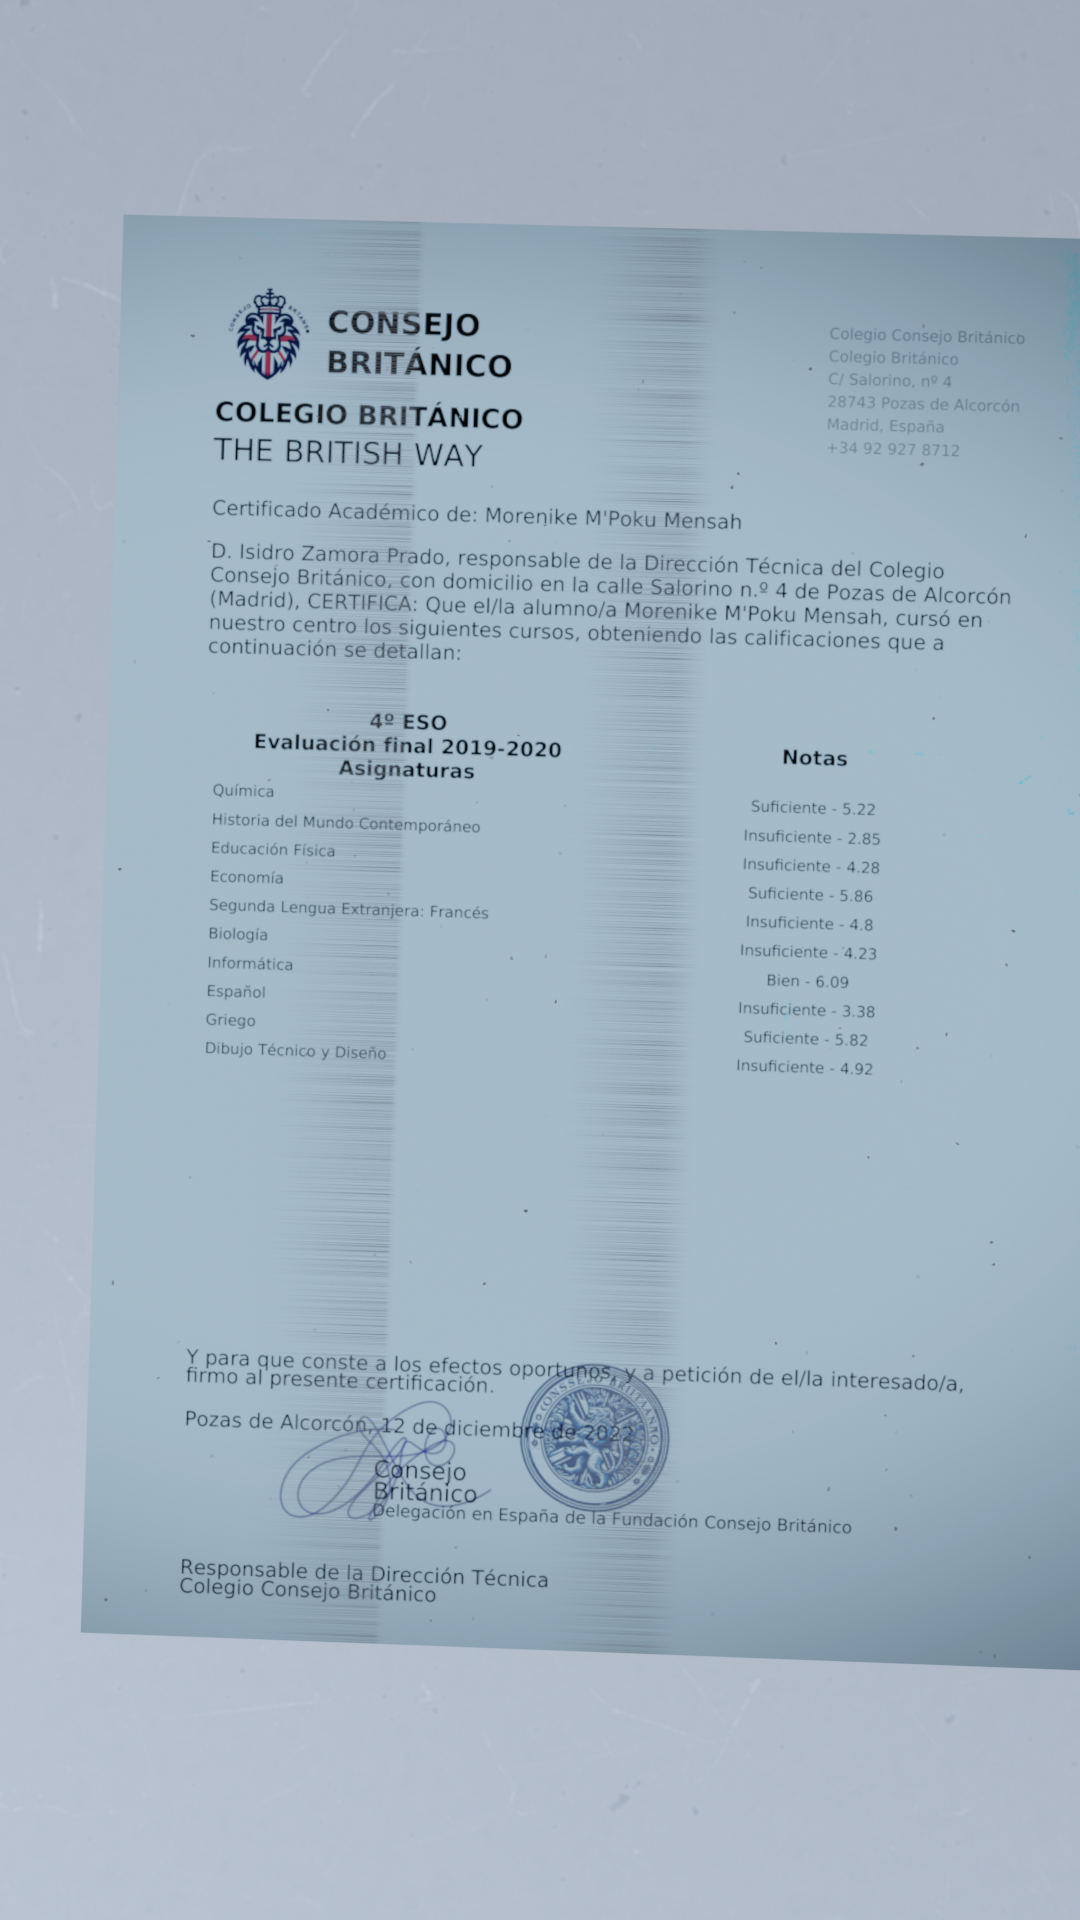 CONSEJO
BRITÁNICO
COLEGIO BRITÁNICO
THE BRITISH WAY
Colegio Consejo Británico
Colegio Británico
C/ Salorino, nº 4
28743 Pozas de Alcorcón
Madrid, España
+34 92 927 8712
Certificado Académico de: Morenike M'Poku Mensah
D. Isidro Zamora Prado, responsable de la Dirección Técnica del Colegio
Consejo Británico, con domicilio en la calle Salorino n.º 4 de Pozas de Alcorcón
(Madrid), CERTIFICA: Que el/la alumno/a Morenike M'Poku Mensah, cursó en
nuestro centro los siguientes cursos, obteniendo las calificaciones que a
continuación se detallan:
4º ESO
Evaluación final 2019-2020
Asignaturas
Notas
Química
Suficiente - 5.22
Historia del Mundo Contemporáneo
Insuficiente - 2.85
Educación Física
Insuficiente - 4.28
Economía
Suficiente - 5.86
Segunda Lengua Extranjera: Francés
Insuficiente - 4.8
Biología
Insuficiente - 4.23
Informática
Bien - 6.09
Español
Insuficiente - 3.38
Griego
Suficiente - 5.82
Dibujo Técnico y Diseño
Insuficiente - 4.92
Y para que conste a los efectos oportunos, y a petición de el/la interesado/a,
firmo al presente certificación.
Pozas de Alcorcón, 12 de diciembre de 2022
Consejo
Británico
Delegación en España de la Fundación Consejo Británico
Responsable de la Dirección Técnica
Colegio Consejo Británico